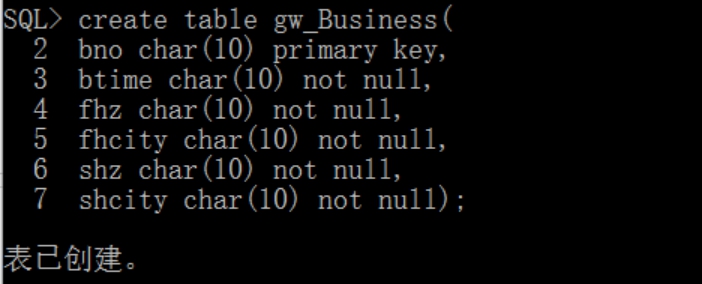 SQL> create table gw_Business(
2 bno char(10) primary key,
3 btime char(10) not null,
4 fhz char(10) not null,
5 fhcity char(10) not null,
6 shz char(10) not null,
7 shcity char(10) not null);
表已创建。